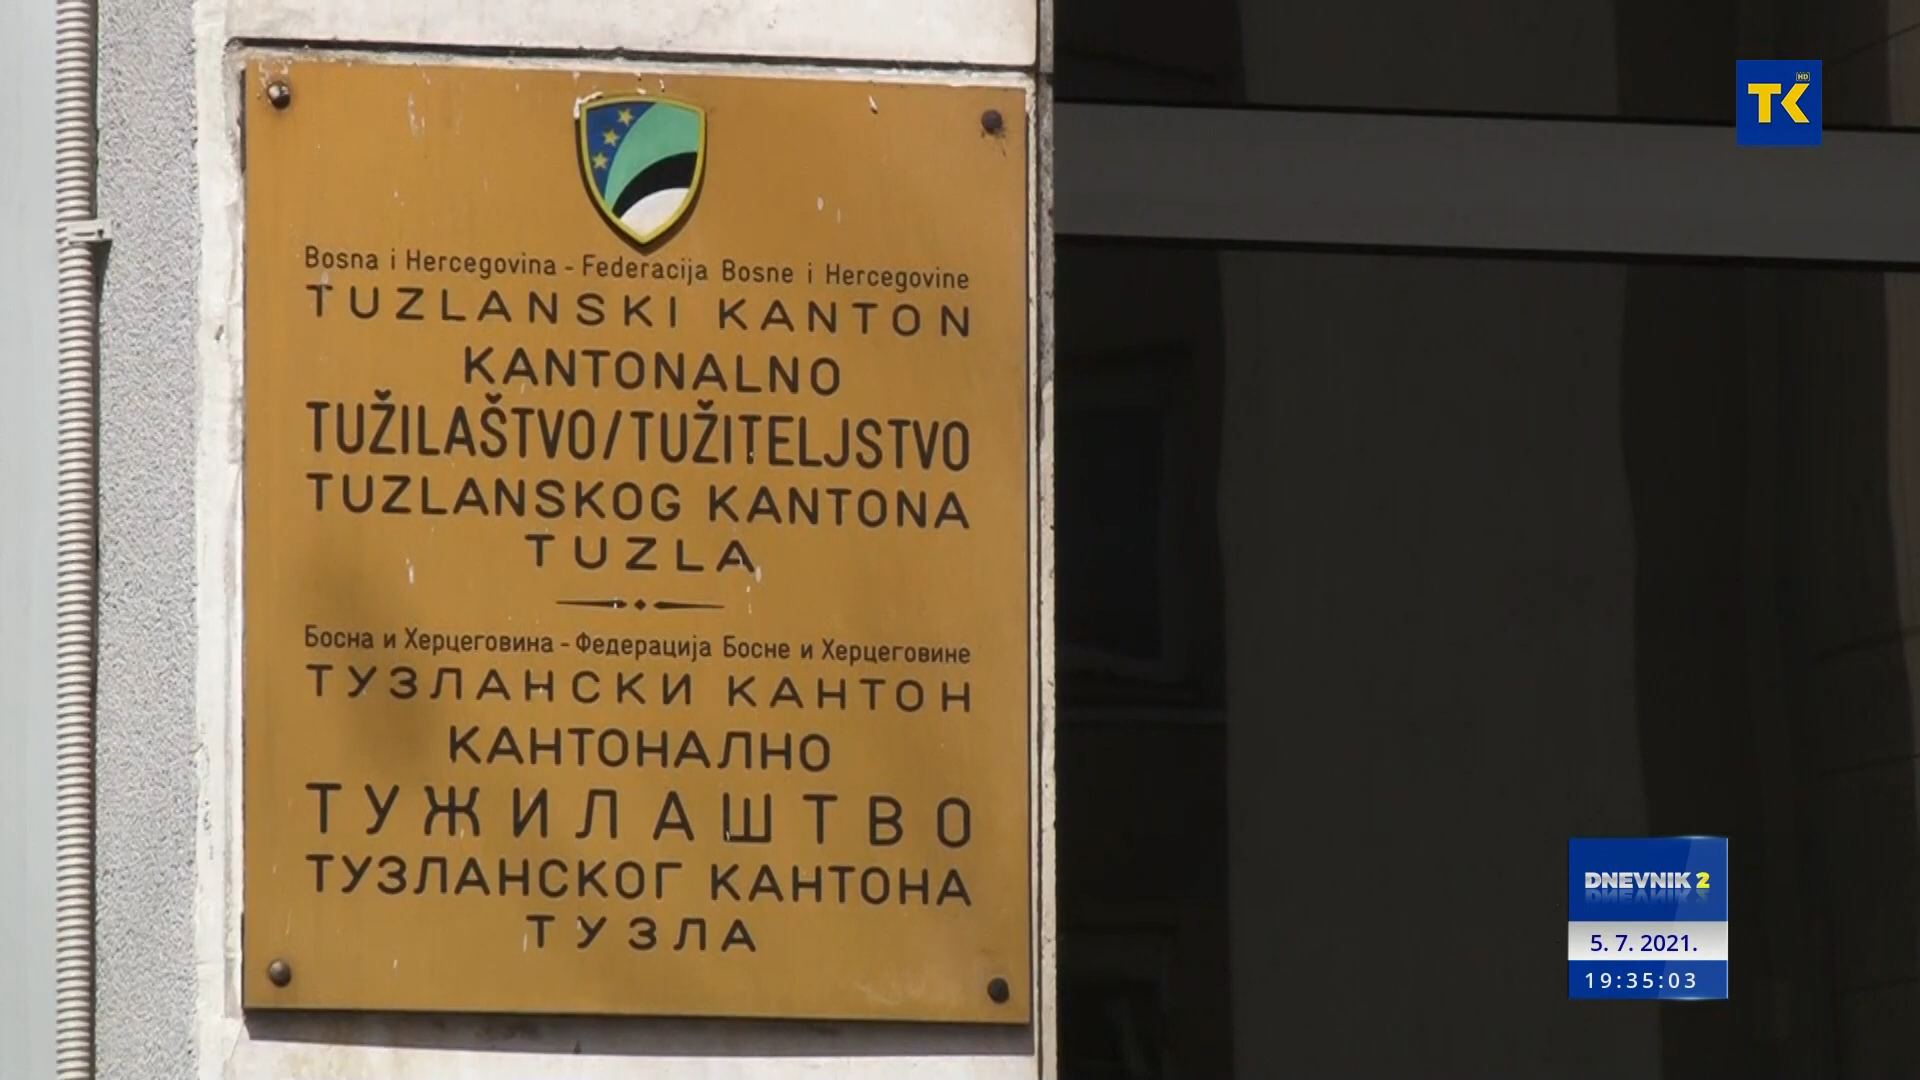 Bosna i Hercegovina - Federacija Bosne i Hercegovine
TUZLANSKI KANTON
KANTONALNO
TUŽILAŠTVO/TUŽITELJSTVO
TUZLANSKOG KANTONA
TUZLA
Босна и Херцеговина - Федерација Босне и Херцеговине
ТУЗЛАНСКИ КАНТОН
КАНТОНАЛНО
ТУЖИЛАШТВО
ТУЗЛАНСКОГ КАНТОНА
ТУЗЛА
TK HD
DNEVNIK 2
5. 7. 2021.
19:35:03